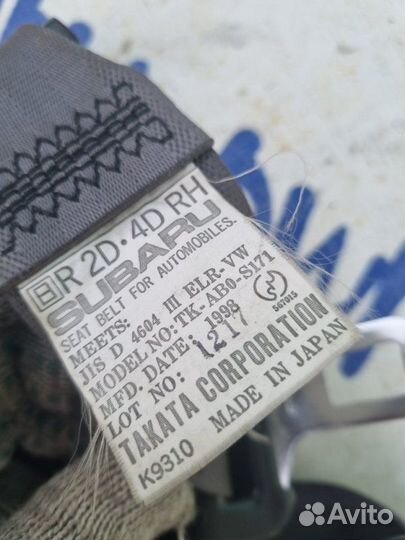 B R 2D·4D RH
SUBARU
SEAT BELT FOR AUTOMOBILES.
MEETS:
JIS D 4604 III ELR-VW
MODEL NO: TK-AB0-S171
MFD. DATE: 1998
LOT NO: 1217
567015
TAKATA CORPORATION
K9310 MADE IN JAPAN
Avito